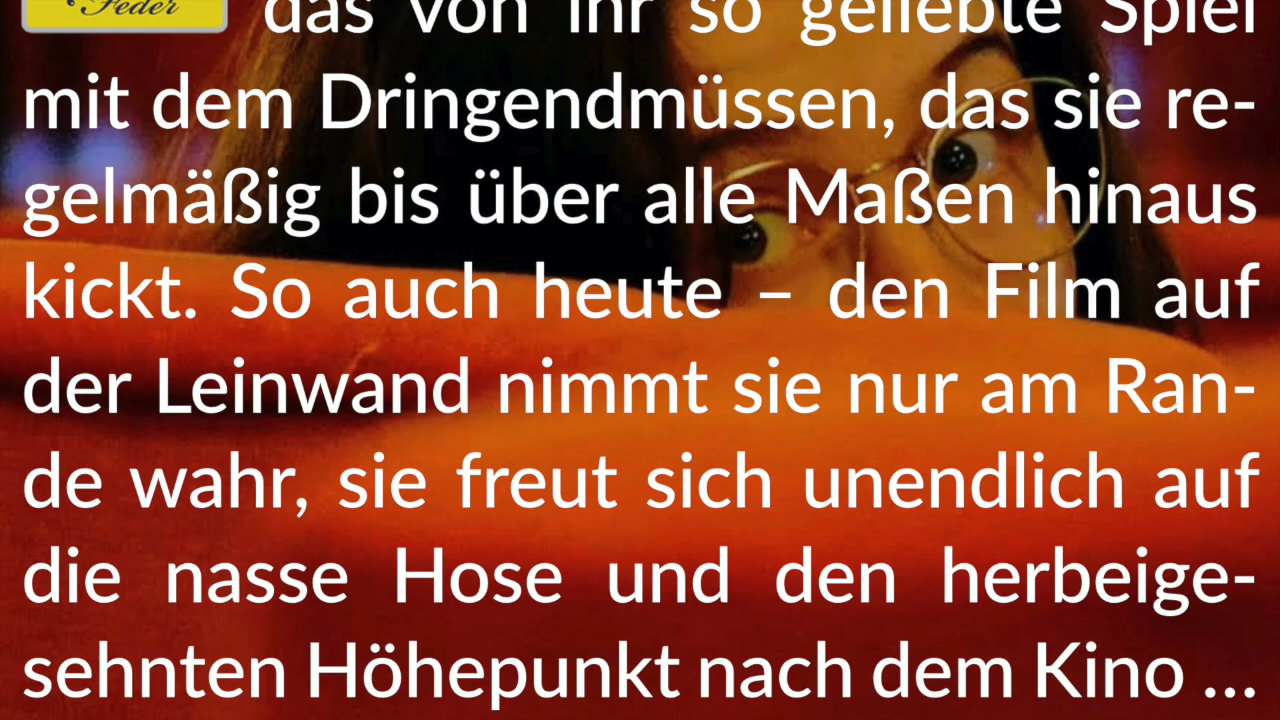 Feder
das von ihr so geliebte Spiel
mit dem Dringendmüssen, das sie re-
gelmäßig bis über alle Maßen hinaus
kickt. So auch heute – den Film auf
der Leinwand nimmt sie nur am Ran-
de wahr, sie freut sich unendlich auf
die nasse Hose und den herbeige-
sehnten Höhepunkt nach dem Kino ...